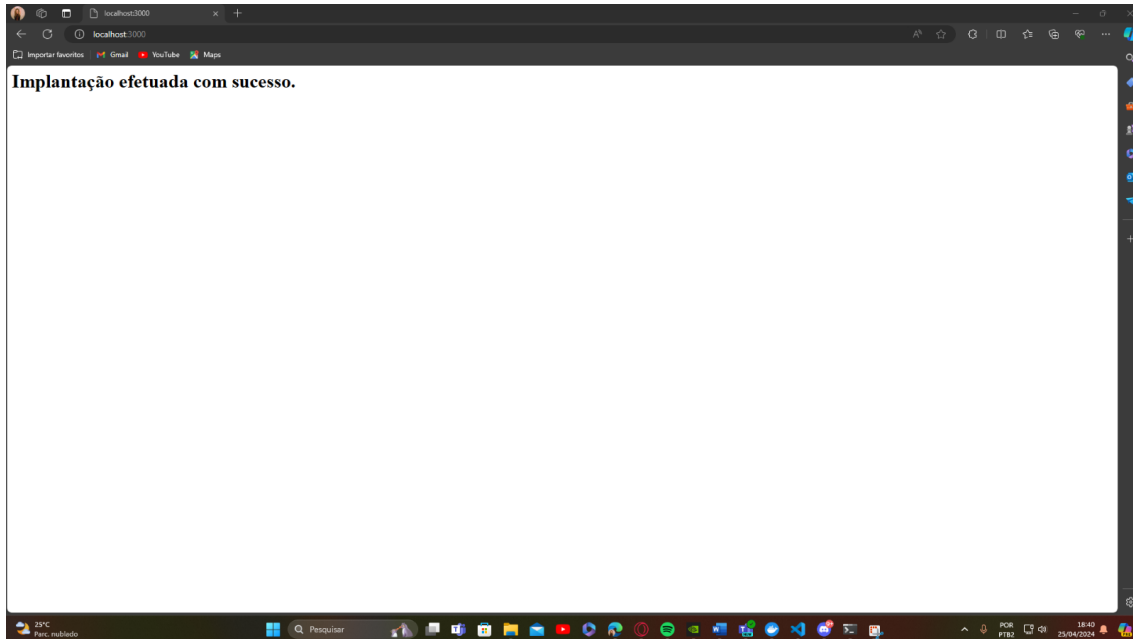 localhost:3000
localhost:3000
Importar favoritos
Gmail
YouTube
Maps
Implantação efetuada com sucesso.
25°C
Parc. nublado
Pesquisar
POR
PTB2
18:40
25/04/2024